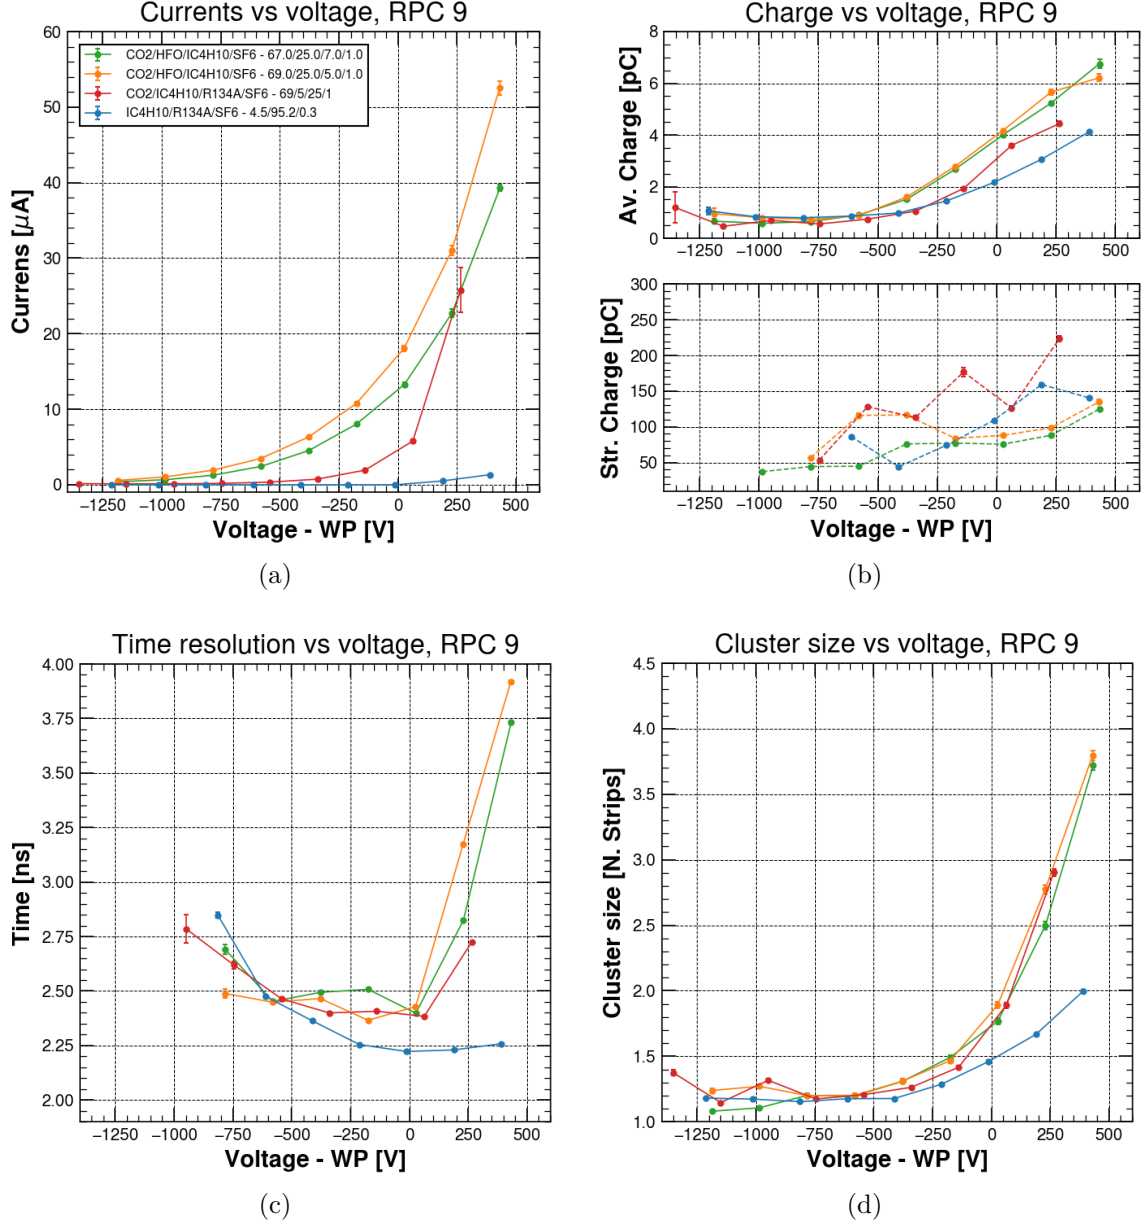 Currents vs voltage, RPC 9
60
50
40
30
20
10
0
Currens [μA]
CO2/HFO/IC4H10/SF6 - 67.0/25.0/7.0/1.0
CO2/HFO/IC4H10/SF6 - 69.0/25.0/5.0/1.0
CO2/IC4H10/R134A/SF6 - 69/5/25/1
IC4H10/R134A/SF6 - 4.5/95.2/0.3
−1250 −1000 −750 −500 −250 0 250 500
Voltage - WP [V]
(a)
Charge vs voltage, RPC 9
8
6
4
2
0
Av. Charge [pC]
−1250 −1000 −750 −500 −250 0 250 500
300
250
200
150
100
50
Str. Charge [pC]
−1250 −1000 −750 −500 −250 0 250 500
Voltage - WP [V]
(b)
Time resolution vs voltage, RPC 9
4.00
3.75
3.50
3.25
3.00
2.75
2.50
2.25
2.00
Time [ns]
−1250 −1000 −750 −500 −250 0 250 500
Voltage - WP [V]
(c)
Cluster size vs voltage, RPC 9
4.5
4.0
3.5
3.0
2.5
2.0
1.5
1.0
Cluster size [N. Strips]
−1250 −1000 −750 −500 −250 0 250 500
Voltage - WP [V]
(d)